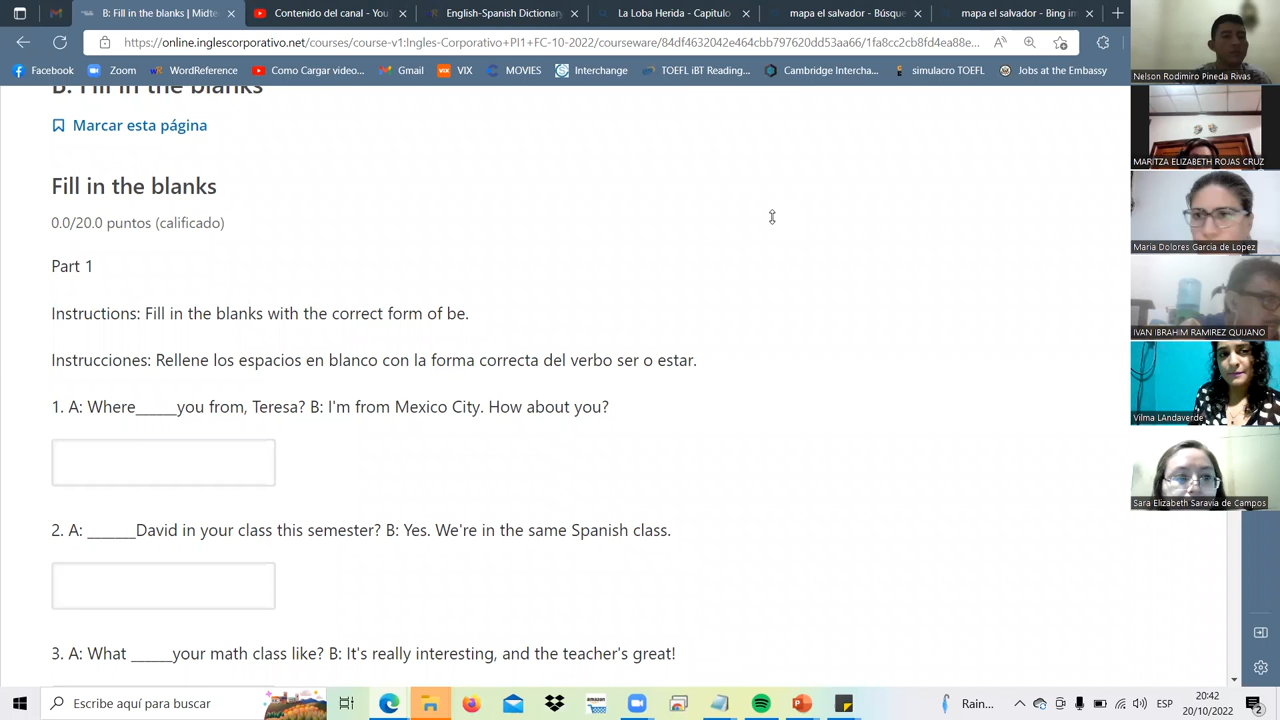 B: Fill in the blanks | Midte
Contenido del canal - You
English-Spanish Dictionary
La Loba Herida - Capítulo
mapa el salvador - Búsque
mapa el salvador - Bing im
https://online.inglescorporativo.net/courses/course-v1:Ingles-Corporativo+PI1+FC-10-2022/courseware/84df4632042e464cbb797620dd53aa66/1fa8cc2cb8fd4ea88e...
Facebook
Zoom
WordReference
Como Cargar video...
Gmail
VIX
MOVIES
Interchange
TOEFL iBT Reading...
Cambridge Intercha...
simulacro TOEFL
Jobs at the Embassy
B: Fill in the blanks
Marcar esta página
Fill in the blanks
0.0/20.0 puntos (calificado)
Part 1
Instructions: Fill in the blanks with the correct form of be.
Instrucciones: Rellene los espacios en blanco con la forma correcta del verbo ser o estar.
1. A: Where______you from, Teresa? B: I'm from Mexico City. How about you?
2. A: _______David in your class this semester? B: Yes. We're in the same Spanish class.
3. A: What ______your math class like? B: It's really interesting, and the teacher's great!
Nelson Rodimiro Pineda Rivas
MARITZA ELIZABETH ROJAS CRUZ
Maria Dolores Garcia de Lopez
IVAN IBRAHIM RAMIREZ QUIJANO
Vilma LAndaverde
Sara Elizabeth Saravia de Campos
Escribe aquí para buscar
Rain...
ESP
20:42
20/10/2022
2